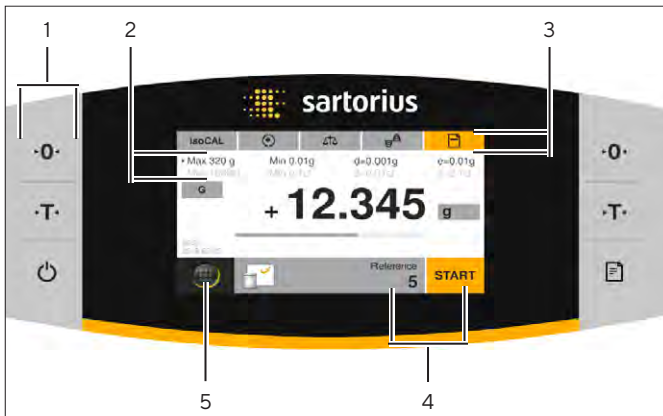 1 2 3
sartorius
isoCAL
Max 320 g Min 0.01g d=0.001g e=0.01g
·0· ·0·
G
+ 12.345 g
·T· ·T·
Reference
5
START
5 4